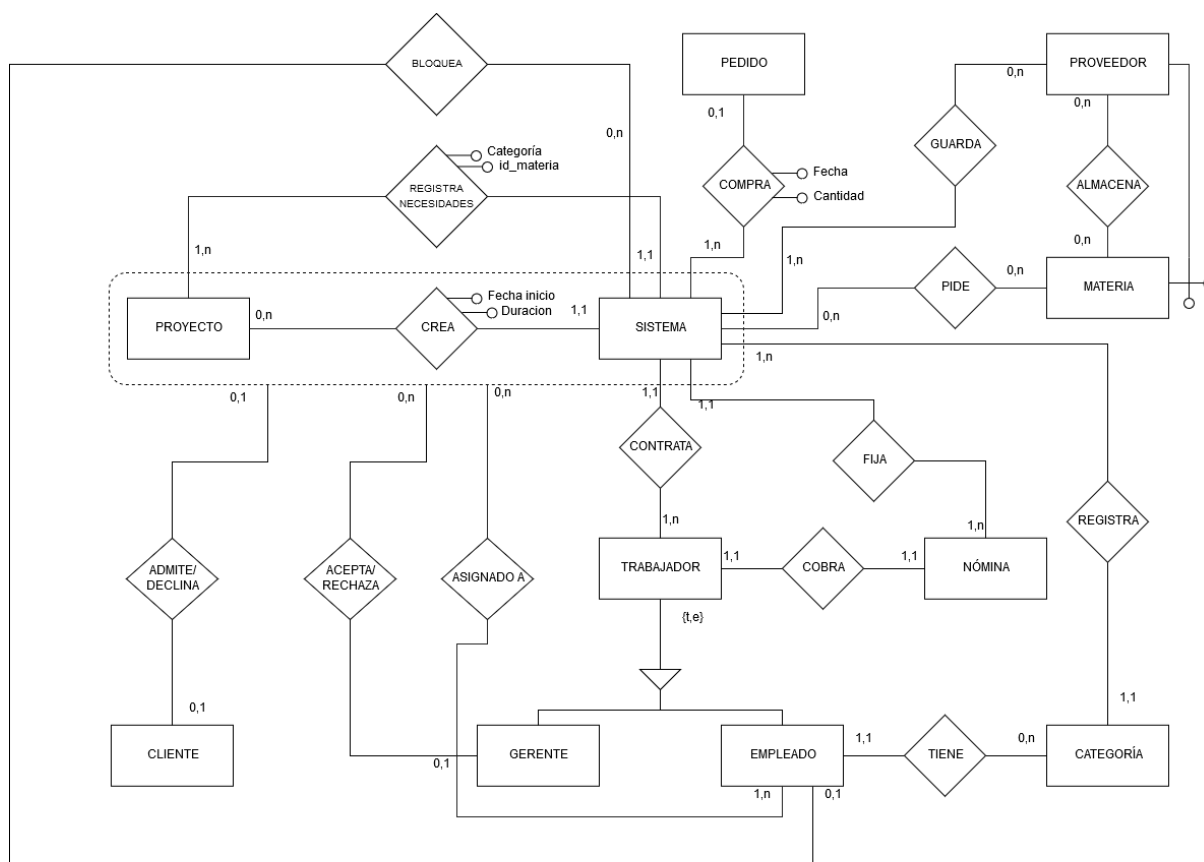 BLOQUEA
PEDIDO
PROVEEDOR
0,n
0,n
0,1
0,n
Categoría
id_materia
REGISTRA
NECESIDADES
GUARDA
Fecha
COMPRA
Cantidad
ALMACENA
1,n
1,1
1,n
1,n
0,n
0,n
PIDE
MATERIA
Fecha inicio
Duracion
PROYECTO
0,n
CREA
1,1
SISTEMA
0,n
1,n
0,1
0,n
0,n
1,1
1,1
CONTRATA
FIJA
REGISTRA
1,n
1,n
ADMITE/
DECLINA
ACEPTA/
RECHAZA
ASIGNADO A
TRABAJADOR
1,1
COBRA
1,1
NÓMINA
{t,e}
0,1
1,1
CLIENTE
0,1
GERENTE
EMPLEADO
1,1
TIENE
0,n
CATEGORÍA
1,n
0,1